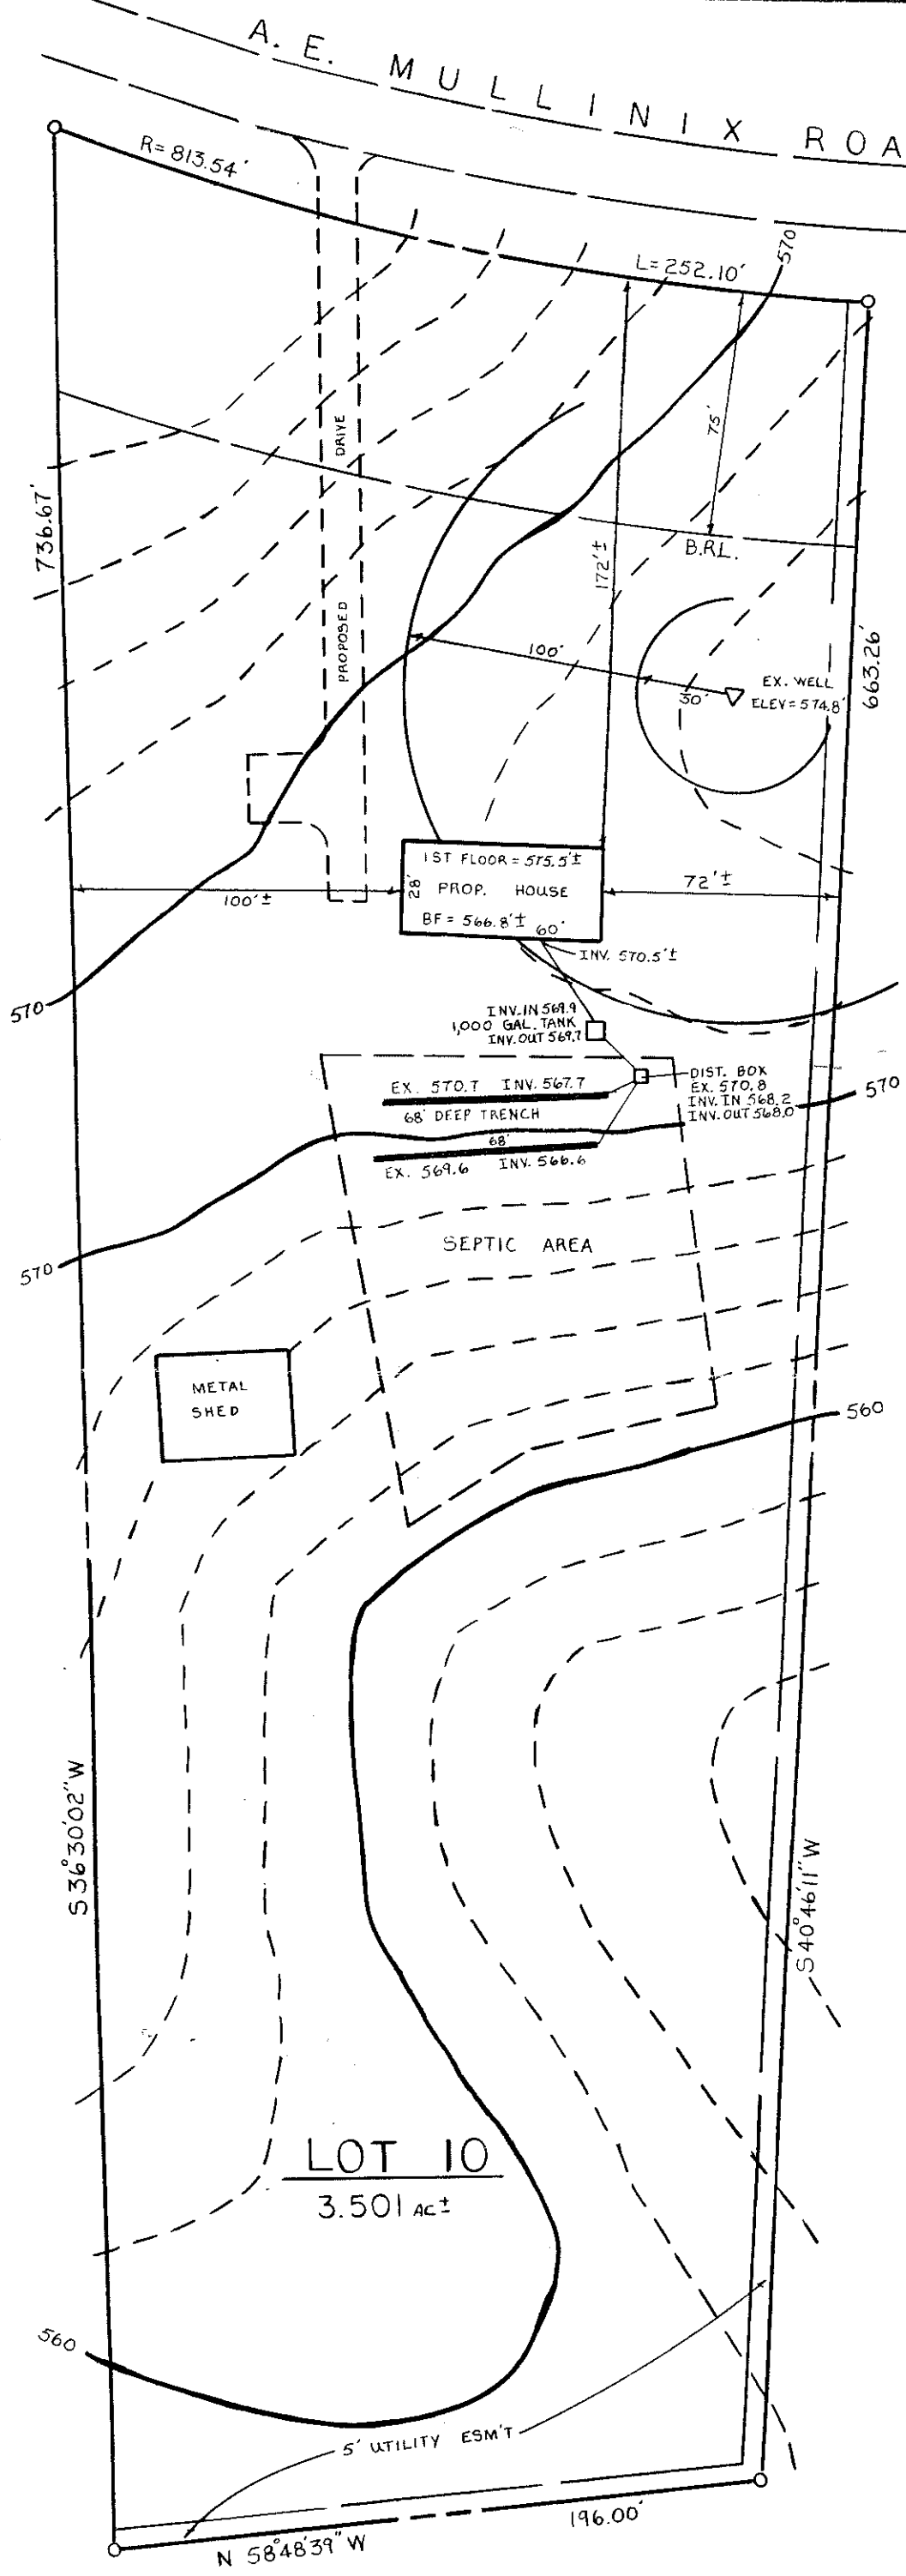 A. E. MULLINIX ROA
R= 813.54'
L= 252.10'
570
DRIVE
75'
736.67'
B.R.L.
172'±
PROPOSED
100'
663.26'
EX. WELL
ELEV= 574.8'
30'
1ST FLOOR = 575.5'±
28'
PROP. HOUSE
BF = 566.8'± 60'
100'±
72'±
INV. 570.5'±
570
INV. IN 569.9
1,000 GAL. TANK
INV. OUT 569.7
DIST. BOX
EX. 570.8
INV. IN 568.2
INV. OUT 568.0
570
EX. 570.7 INV. 567.7
68' DEEP TRENCH
68'
EX. 569.6 INV. 566.6
SEPTIC AREA
570
METAL
SHED
560
S 36°30'02" W
S 40°46'11" W
LOT 10
3.501 AC±
560
5' UTILITY ESM'T
196.00'
N 58°48'39" W